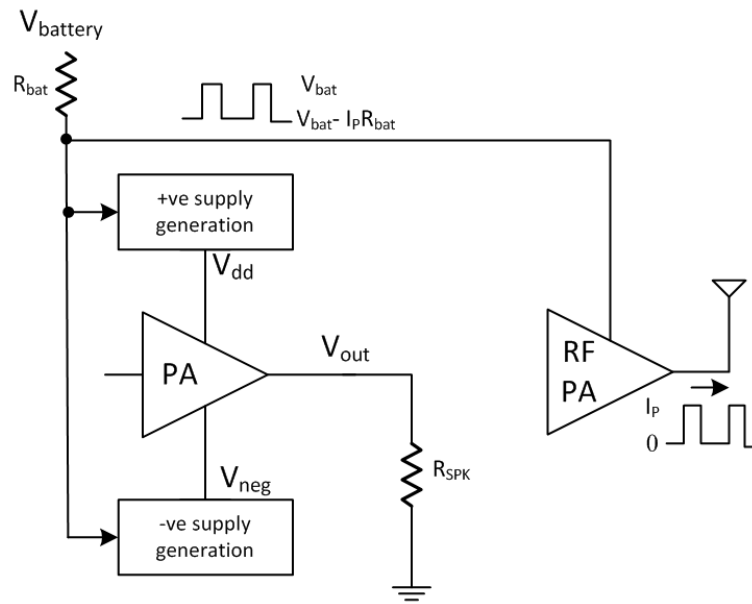 V_battery
R_bat
V_bat
V_bat- I_PR_bat
+ve supply
generation
V_dd
PA
V_out
RF
PA
I_P
0
R_SPK
V_neg
-ve supply
generation